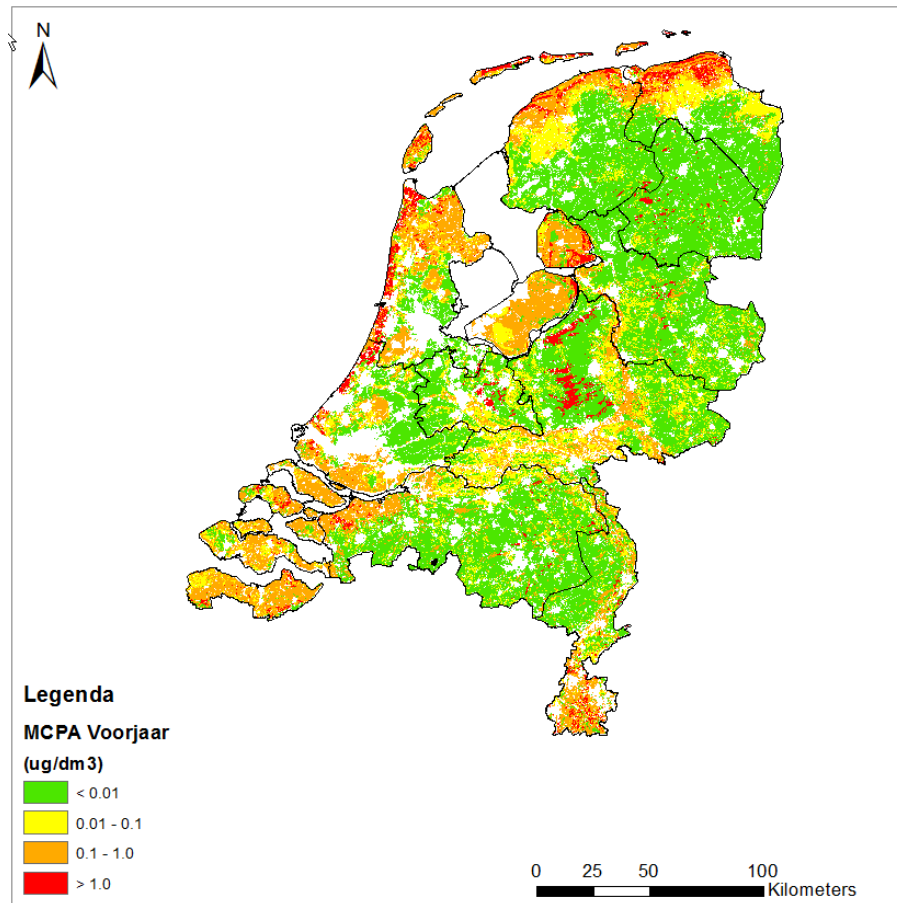 N
Legenda
MCPA Voorjaar
(ug/dm3)
< 0.01
0.01 - 0.1
0.1 - 1.0
> 1.0
0 25 50 100
Kilometers